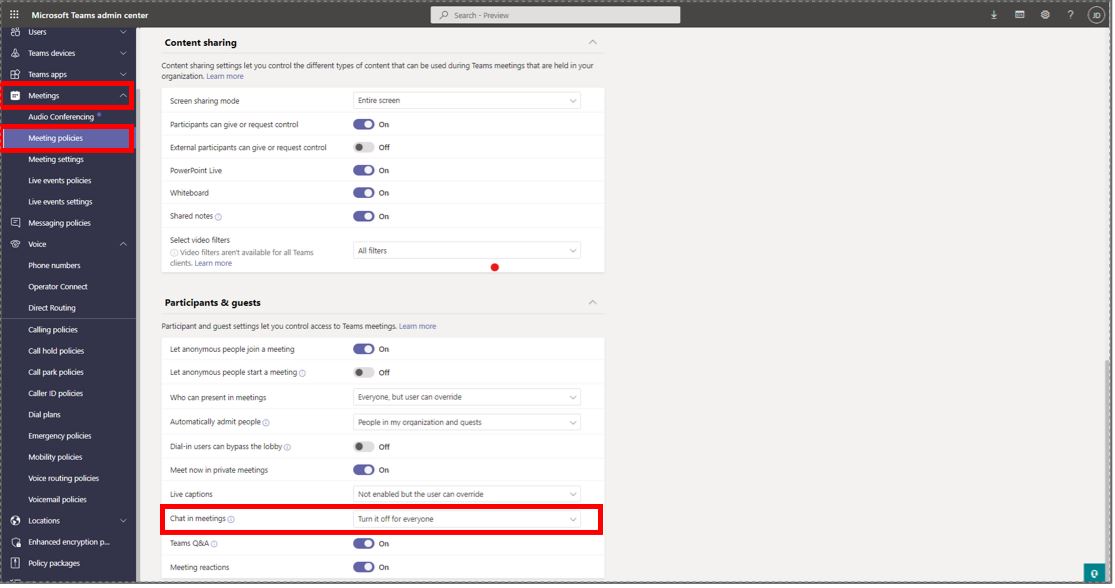 Microsoft Teams admin center
Search - Preview
?
JD
Users
Teams devices
Teams apps
Meetings
Audio Conferencing
Meeting policies
Meeting settings
Live events policies
Live events settings
Messaging policies
Voice
Phone numbers
Operator Connect
Direct Routing
Calling policies
Call hold policies
Call park policies
Caller ID policies
Dial plans
Emergency policies
Mobility policies
Voice routing policies
Voicemail policies
Locations
Enhanced encryption p...
Policy packages
Content sharing
Content sharing settings let you control the different types of content that can be used during Teams meetings that are held in your
organization. Learn more
Screen sharing mode Entire screen
Participants can give or request control On
External participants can give or request control Off
PowerPoint Live On
Whiteboard On
Shared notes On
Select video filters
Video filters aren't available for all Teams
clients. Learn more
All filters
Participants & guests
Participant and guest settings let you control access to Teams meetings. Learn more
Let anonymous people join a meeting On
Let anonymous people start a meeting Off
Who can present in meetings Everyone, but user can override
Automatically admit people People in my organization and guests
Dial-in users can bypass the lobby Off
Meet now in private meetings On
Live captions Not enabled but the user can override
Chat in meetings Turn it off for everyone
Teams Q&A On
Meeting reactions On